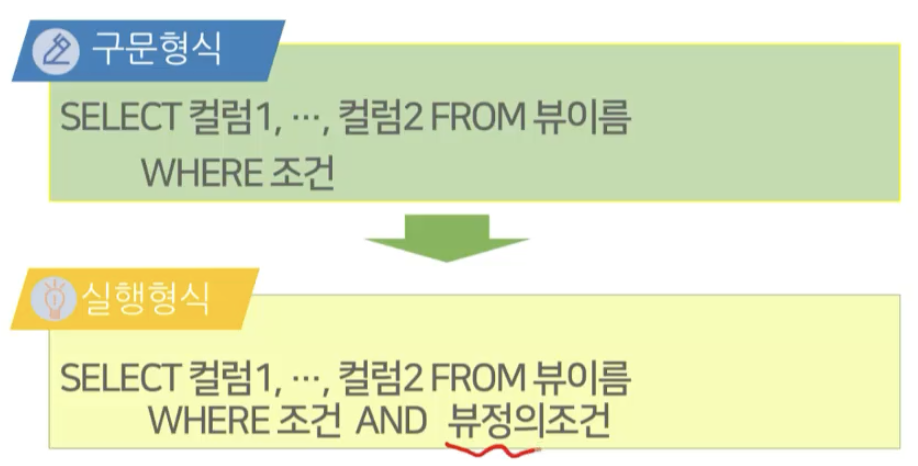 구문형식
SELECT 컬럼1, ⋯, 컬럼2 FROM 뷰이름
WHERE 조건
실행형식
SELECT 컬럼1, ⋯, 컬럼2 FROM 뷰이름
WHERE 조건 AND 뷰정의조건